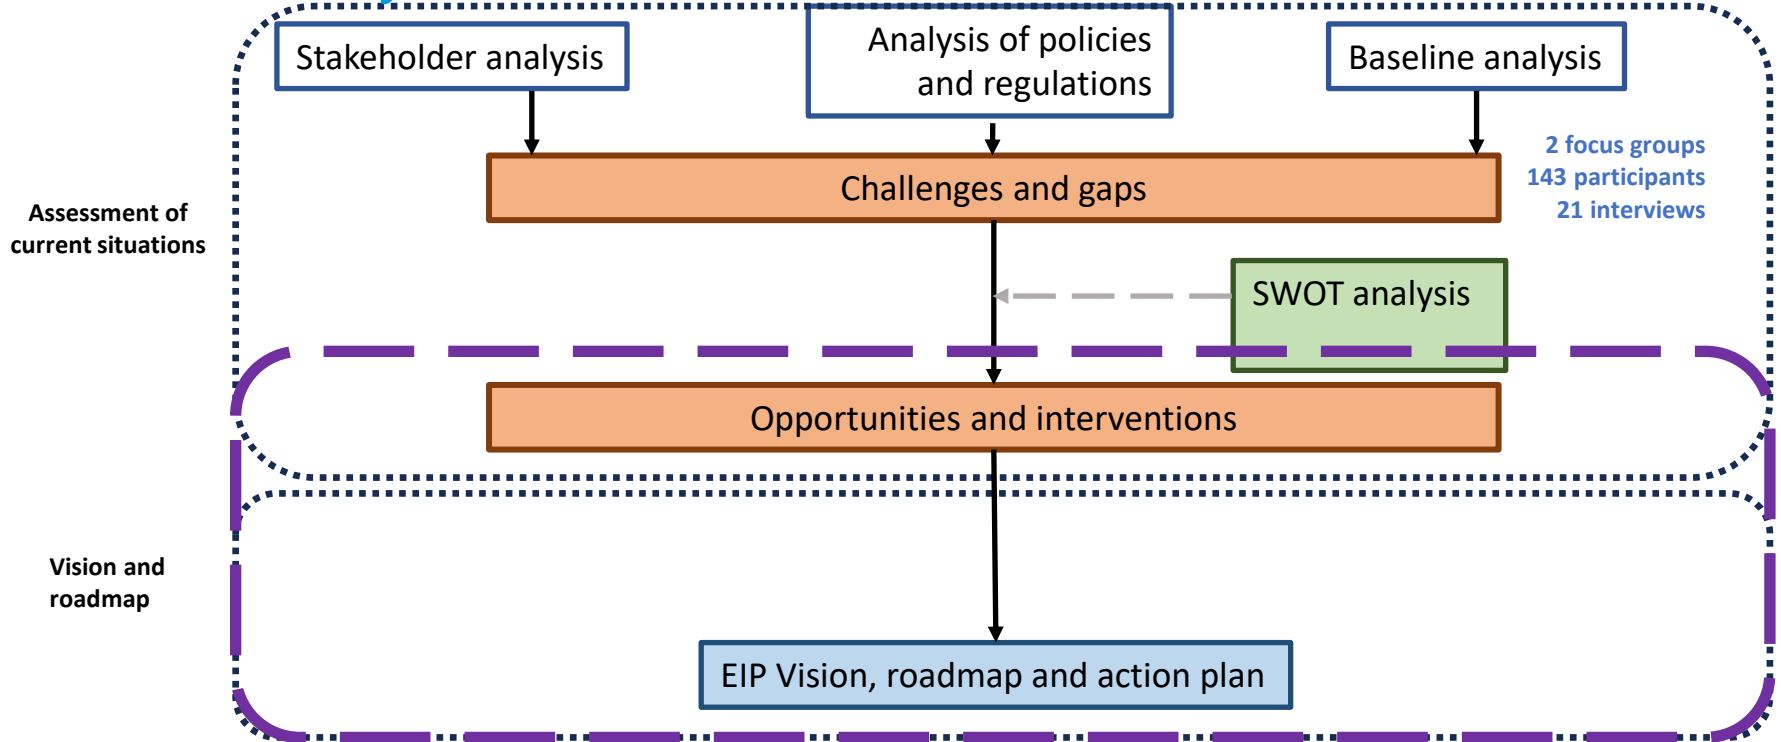 Stakeholder analysis
Analysis of policies
and regulations
Baseline analysis
2 focus groups
143 participants
21 interviews
Challenges and gaps
Assessment of
current situations
SWOT analysis
Opportunities and interventions
Vision and
roadmap
EIP Vision, roadmap and action plan